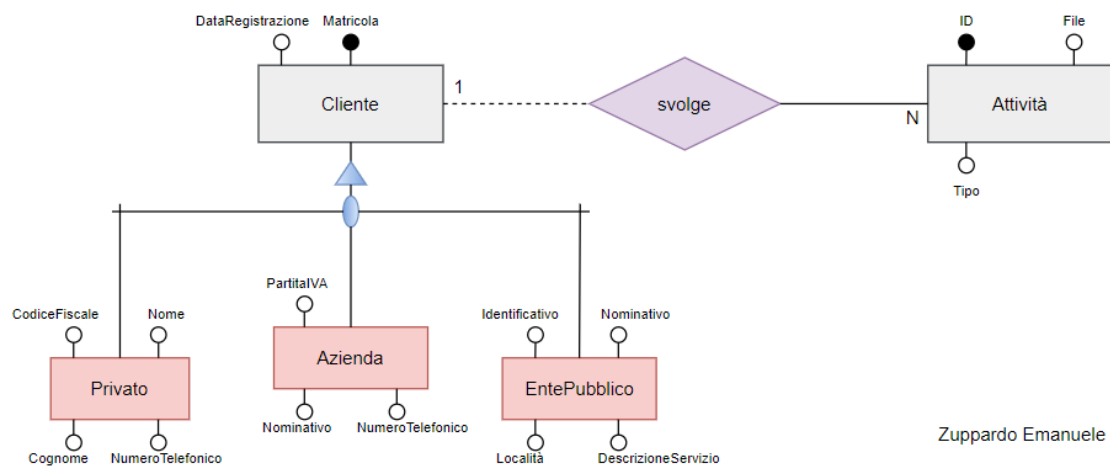 DataRegistrazione
Matricola
ID
File
Cliente
1
svolge
N
Attività
Tipo
PartitaIVA
CodiceFiscale
Nome
Identificativo
Nominativo
Privato
Azienda
EntePubblico
Nominativo
NumeroTelefonico
Cognome
NumeroTelefonico
Località
DescrizioneServizio
Zuppardo Emanuele